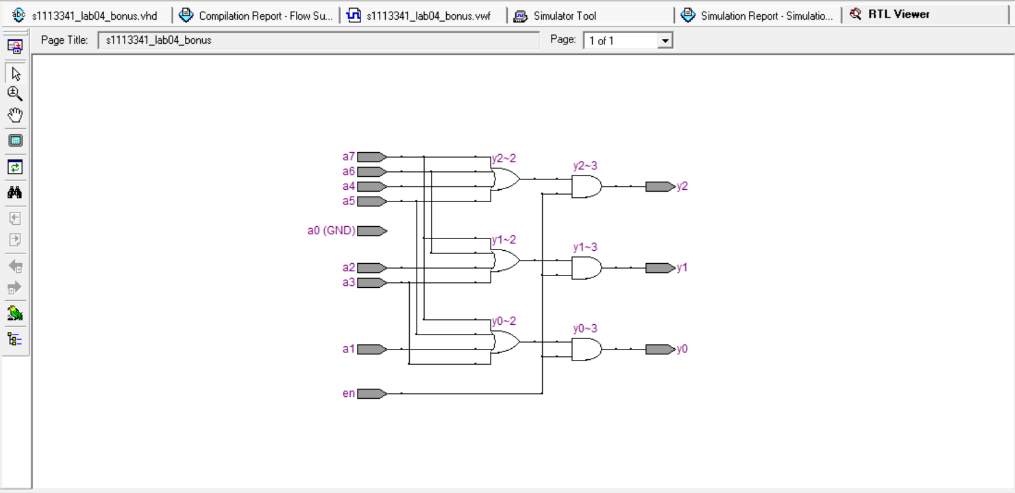 abc s1113341_lab04_bonus.vhd Compilation Report - Flow Su... s1113341_lab04_bonus.vwf Simulator Tool Simulation Report - Simulatio... RTL Viewer
Page Title: s1113341_lab04_bonus Page: 1 of 1
a7 y2~2
a6 y2~3
a4 y2
a5
a0 (GND) y1~2
y1~3
a2 y1
a3
y0~2
y0~3
a1 y0
en